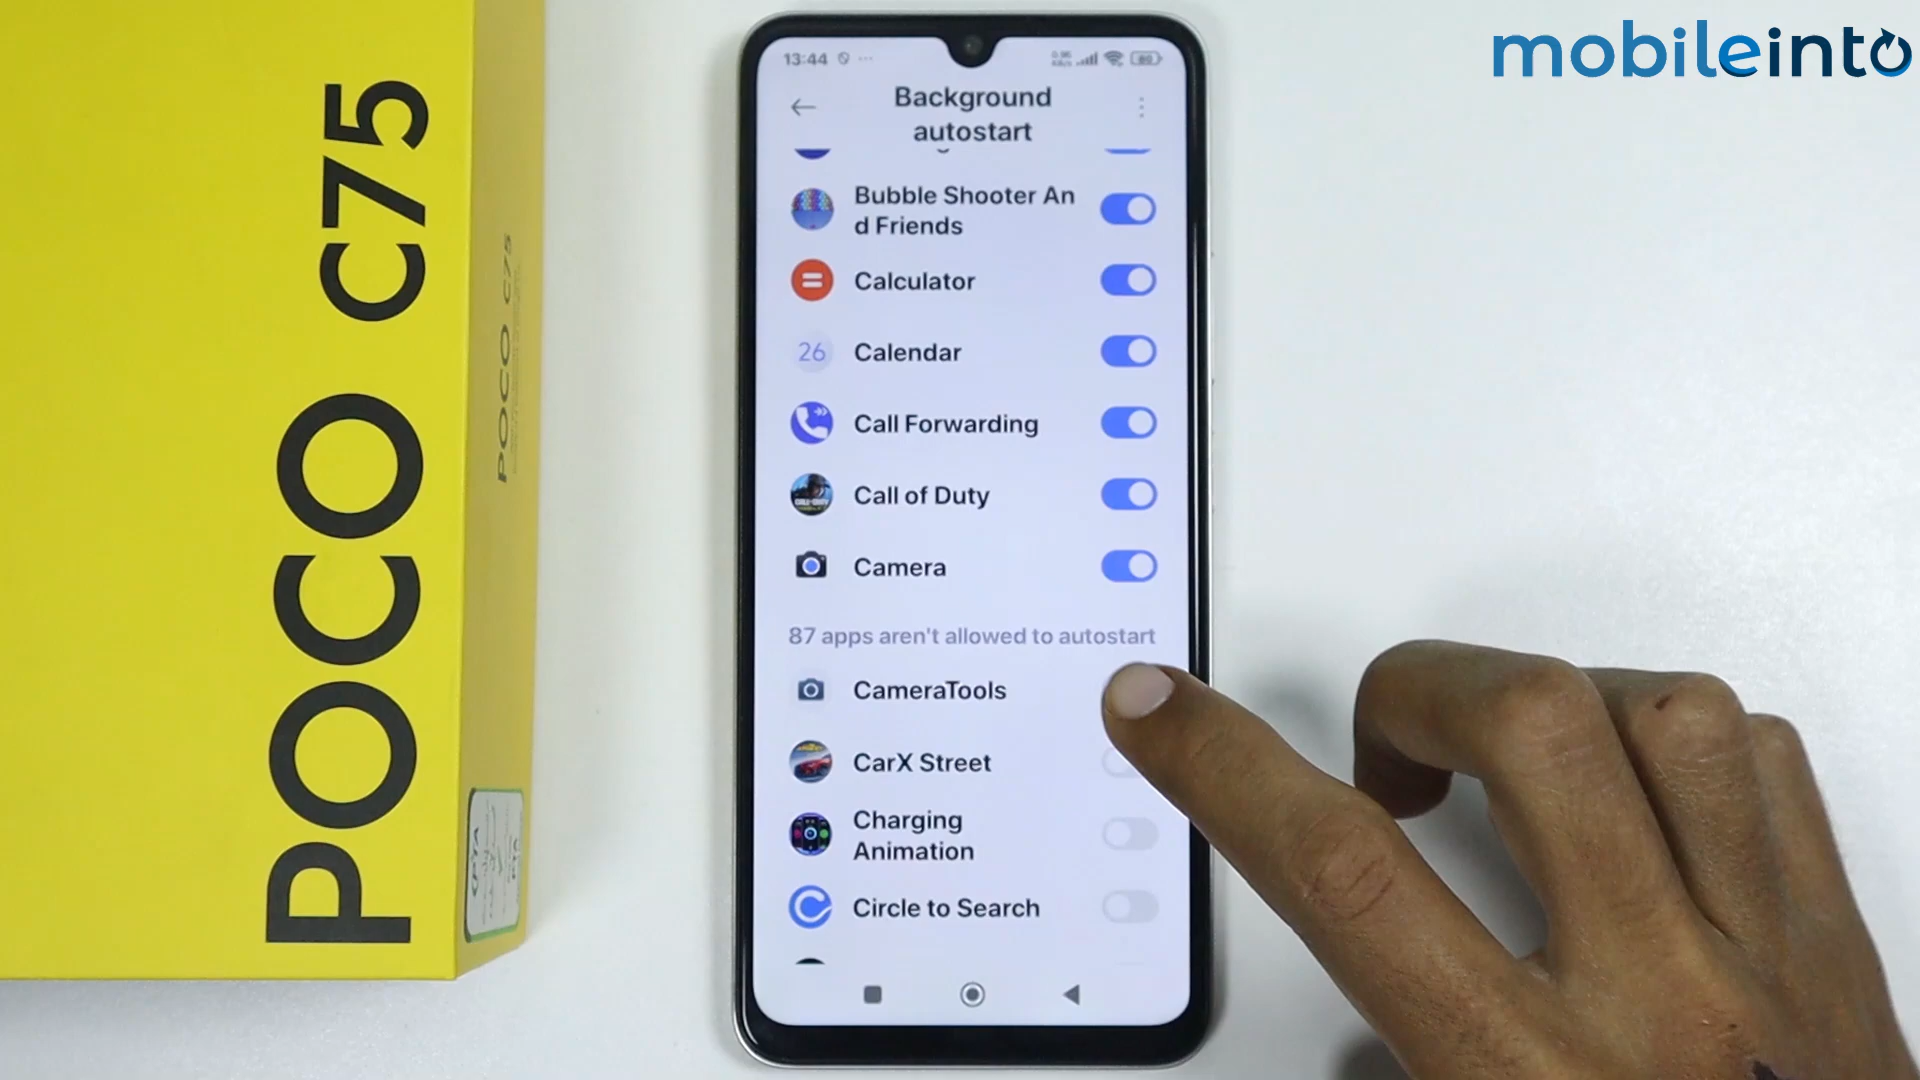 mobileinto
POCO C75
POCO C75
13:44
Background
autostart
Bubble Shooter An
d Friends
Calculator
26
Calendar
Call Forwarding
Call of Duty
Camera
87 apps aren't allowed to autostart
CameraTools
CarX Street
Charging
Animation
Circle to Search
PTA